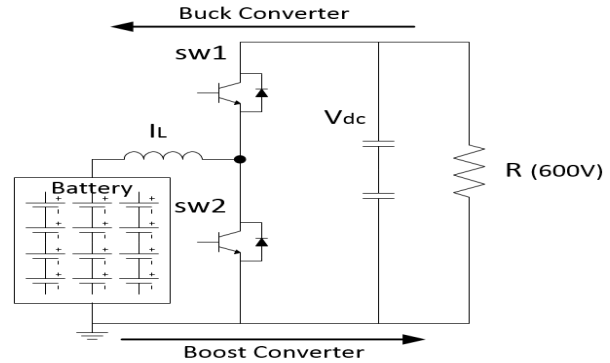 Buck Converter
sw1
Vdc
IL
R (600V)
Battery
sw2
Boost Converter